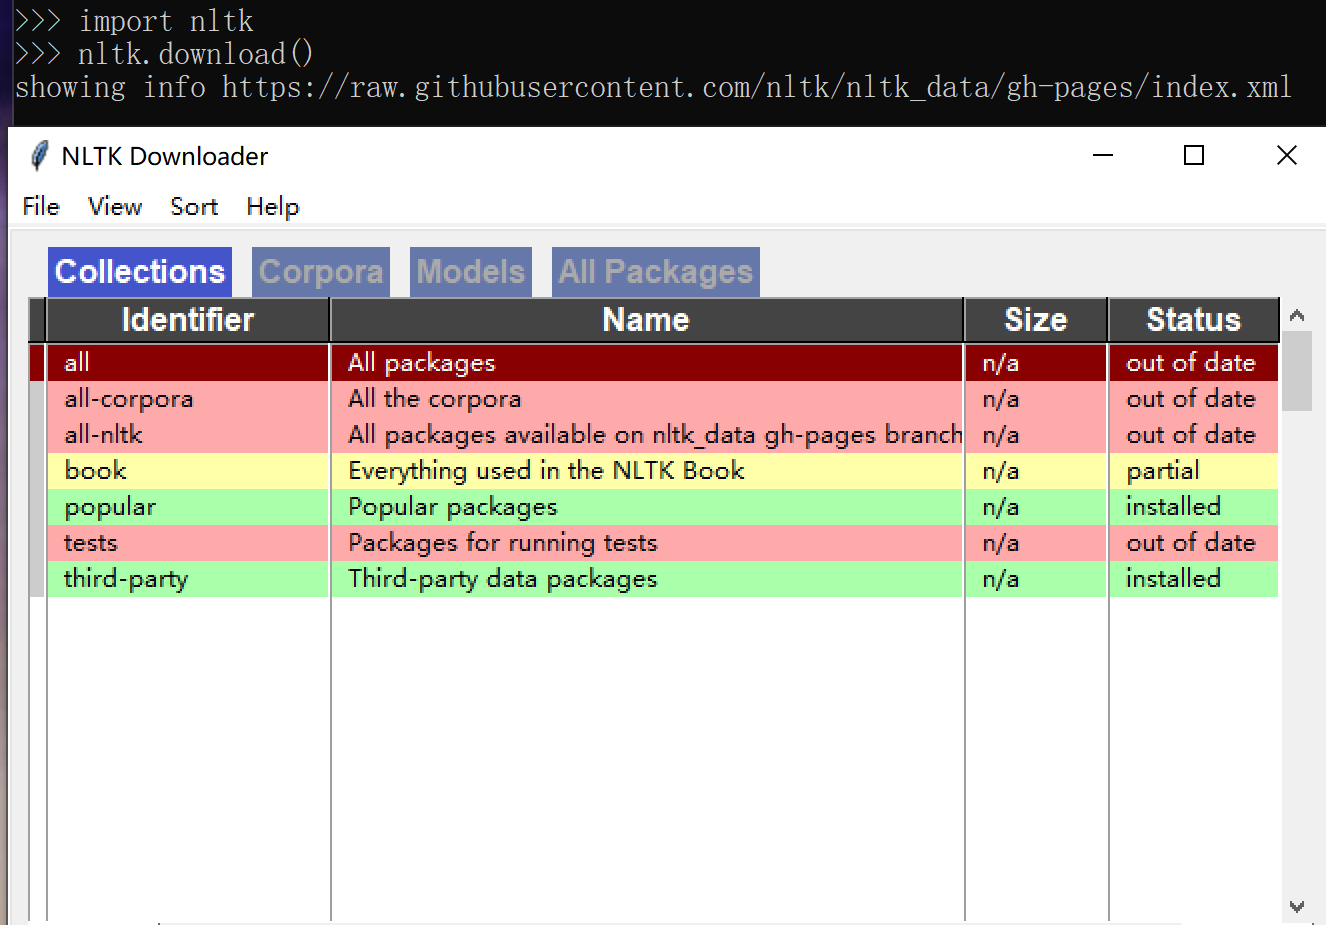 >>> import nltk
>>> nltk.download()
showing info https://raw.githubusercontent.com/nltk/nltk_data/gh-pages/index.xml
NLTK Downloader
File View Sort Help
Collections Corpora Models All Packages
Identifier Name Size Status
all All packages n/a out of date
all-corpora All the corpora n/a out of date
all-nltk All packages available on nltk_data gh-pages branch n/a out of date
book Everything used in the NLTK Book n/a partial
popular Popular packages n/a installed
tests Packages for running tests n/a out of date
third-party Third-party data packages n/a installed